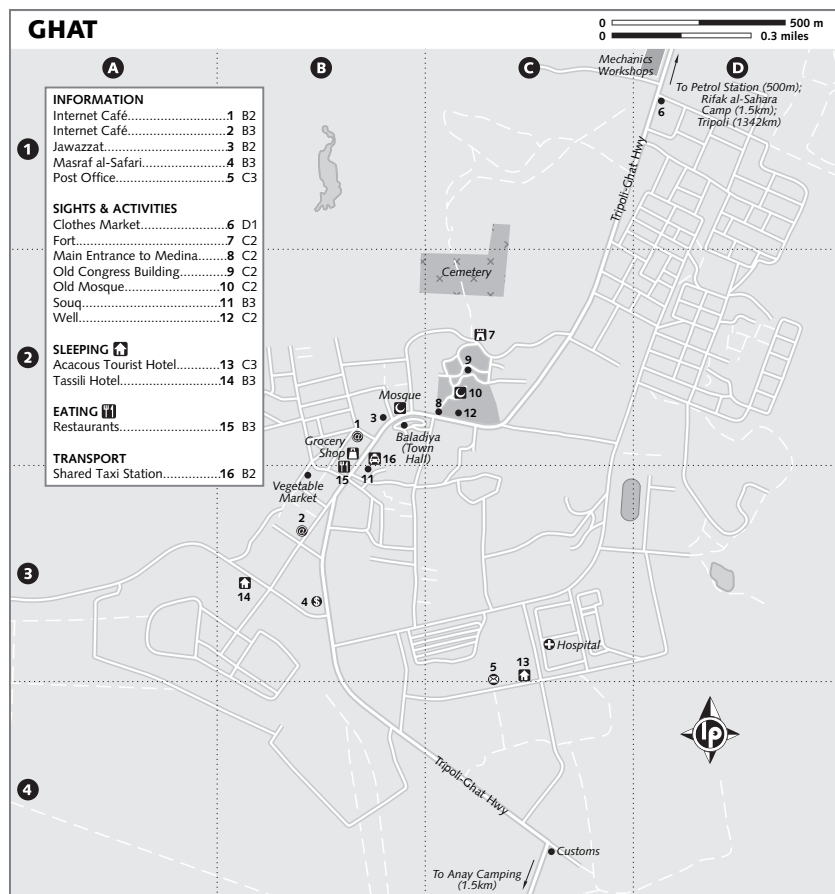 GHAT
0 500 m
0 0.3 miles
A B C D
1
2
3
4
INFORMATION
Internet Café..............................1 B2
Internet Café..............................2 B3
Jawazzat.....................................3 B2
Masraf al-Safari..........................4 B3
Post Office..................................5 C3
SIGHTS & ACTIVITIES
Clothes Market...........................6 D1
Fort............................................7 C2
Main Entrance to Medina...........8 C2
Old Congress Building................9 C2
Old Mosque.............................10 C2
Souq........................................11 B3
Well.........................................12 C2
SLEEPING
Acacous Tourist Hotel...............13 C3
Tassili Hotel..............................14 B3
EATING
Restaurants..............................15 B3
TRANSPORT
Shared Taxi Station...................16 B2
Mechanics
Workshops
To Petrol Station (500m);
Rifak al-Sahara
Camp (1.5km);
Tripoli (1342km)
6
Tripoli-Ghat Hwy
Cemetery
7
9
Mosque
10
8
12
3
1
Baladiya
(Town
Hall)
Grocery
Shop
@
16
15
11
Vegetable
Market
2
@
14
4 $
Hospital
5
13
lp
Tripoli-Ghat Hwy
Customs
To Anay Camping
(1.5km)